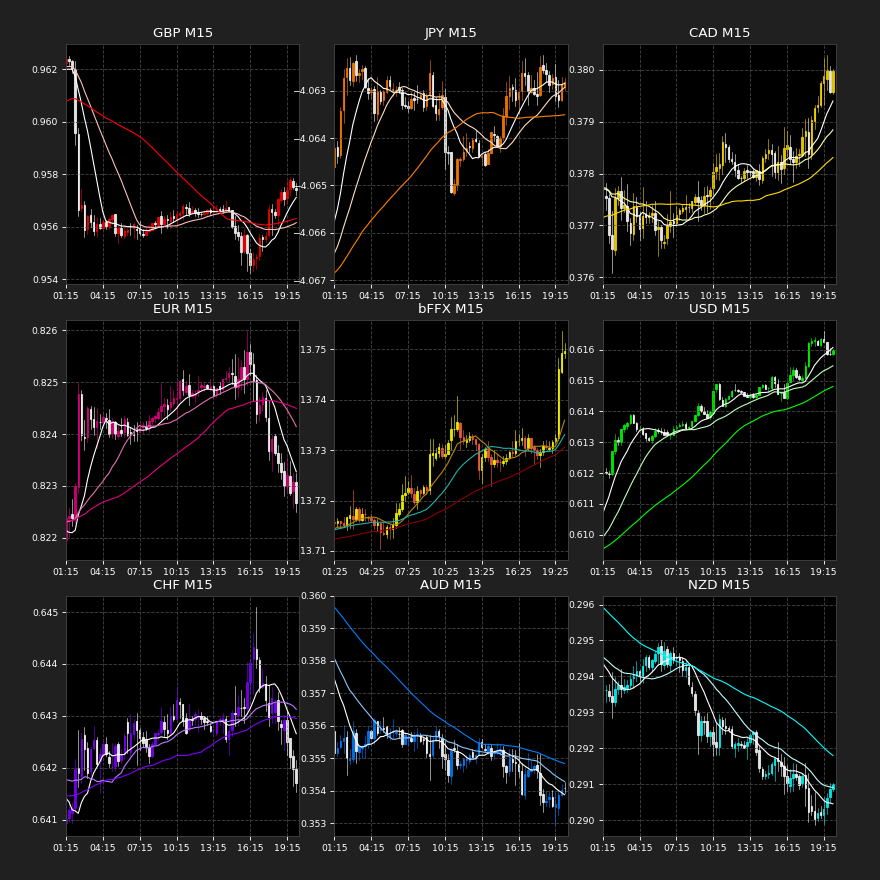 GBP M15
0.962
0.960
0.958
0.956
0.954
01:15 04:15 07:15 10:15 13:15 16:15 19:15
JPY M15
−4.063
−4.064
−4.065
−4.066
−4.067
01:15 04:15 07:15 10:15 13:15 16:15 19:15
CAD M15
0.380
0.379
0.378
0.377
0.376
01:15 04:15 07:15 10:15 13:15 16:15 19:15
EUR M15
0.826
0.825
0.824
0.823
0.822
01:15 04:15 07:15 10:15 13:15 16:15 19:15
bFFX M15
13.75
13.74
13.73
13.72
13.71
01:25 04:25 07:25 10:25 13:25 16:25 19:25
USD M15
0.616
0.615
0.614
0.613
0.612
0.611
0.610
01:15 04:15 07:15 10:15 13:15 16:15 19:15
CHF M15
0.645
0.644
0.643
0.642
0.641
01:15 04:15 07:15 10:15 13:15 16:15 19:15
AUD M15
0.360
0.359
0.358
0.357
0.356
0.355
0.354
0.353
01:15 04:15 07:15 10:15 13:15 16:15 19:15
NZD M15
0.296
0.295
0.294
0.293
0.292
0.291
0.290
01:15 04:15 07:15 10:15 13:15 16:15 19:15